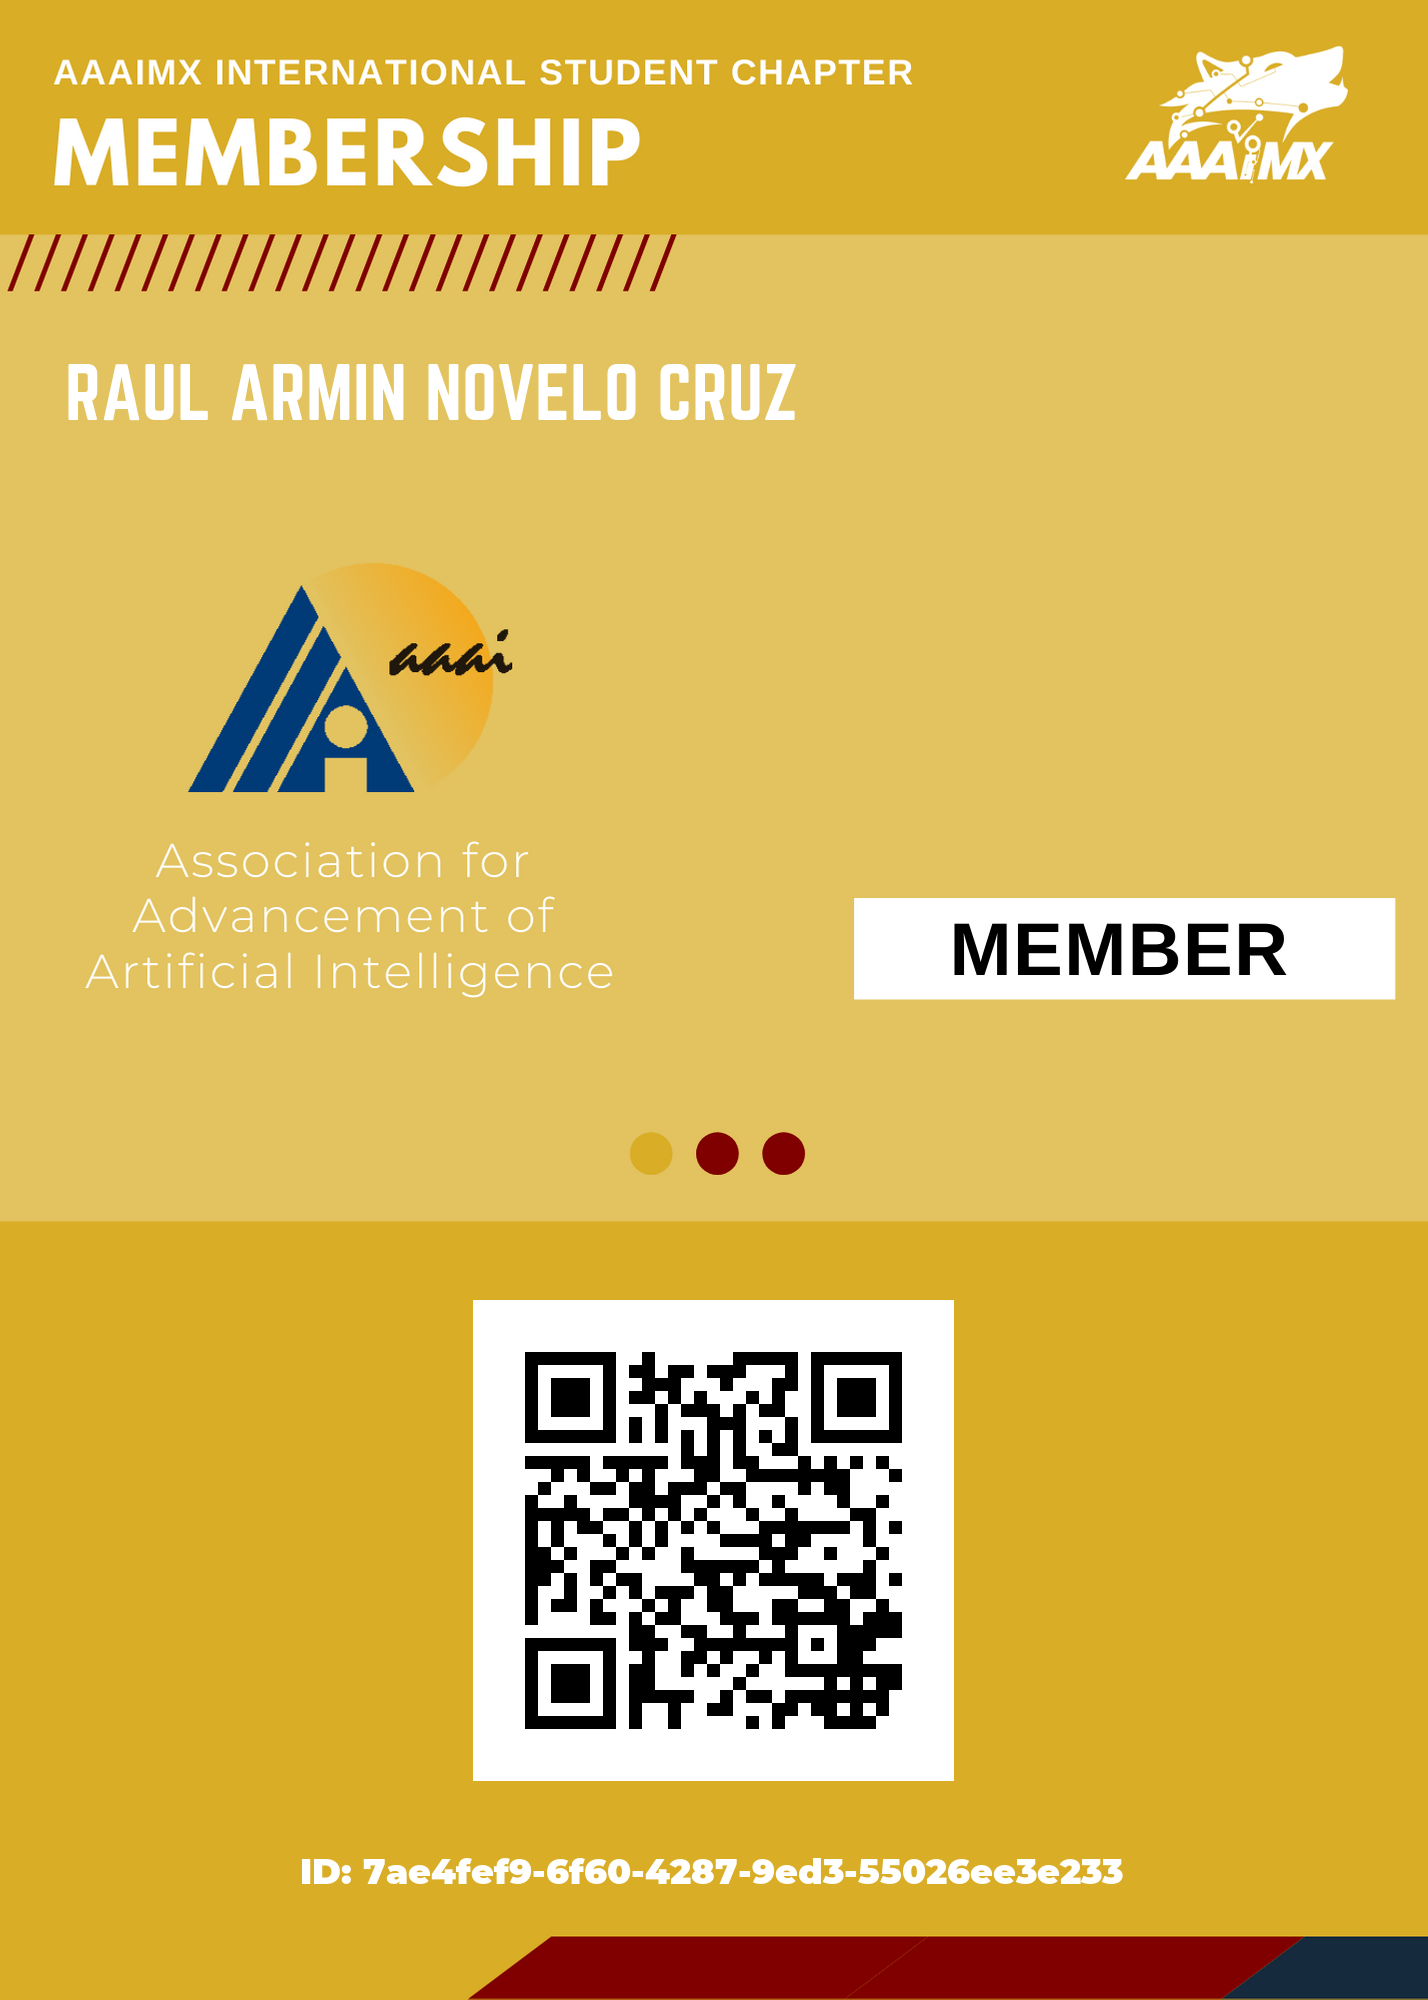 AAAIMX INTERNATIONAL STUDENT CHAPTER
MEMBERSHIP
AAAiMX
RAUL ARMIN NOVELO CRUZ
aaai
Association for
Advancement of
Artificial Intelligence
MEMBER
ID: 7ae4fef9-6f60-4287-9ed3-55026ee3e233